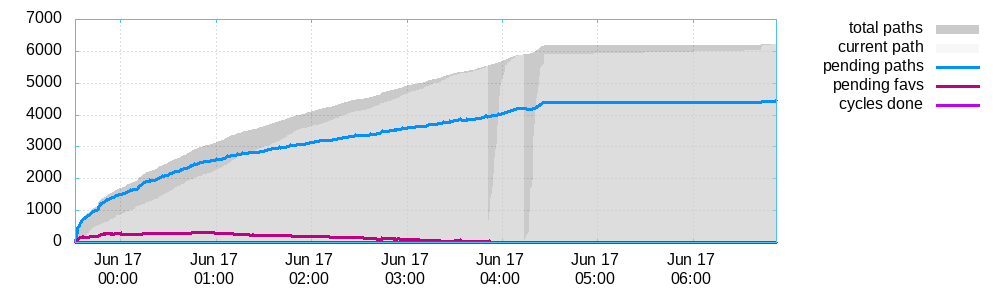 7000
6000
5000
4000
3000
2000
1000
0
Jun 17 Jun 17 Jun 17 Jun 17 Jun 17 Jun 17 Jun 17
00:00 01:00 02:00 03:00 04:00 05:00 06:00
total paths
current path
pending paths
pending favs
cycles done